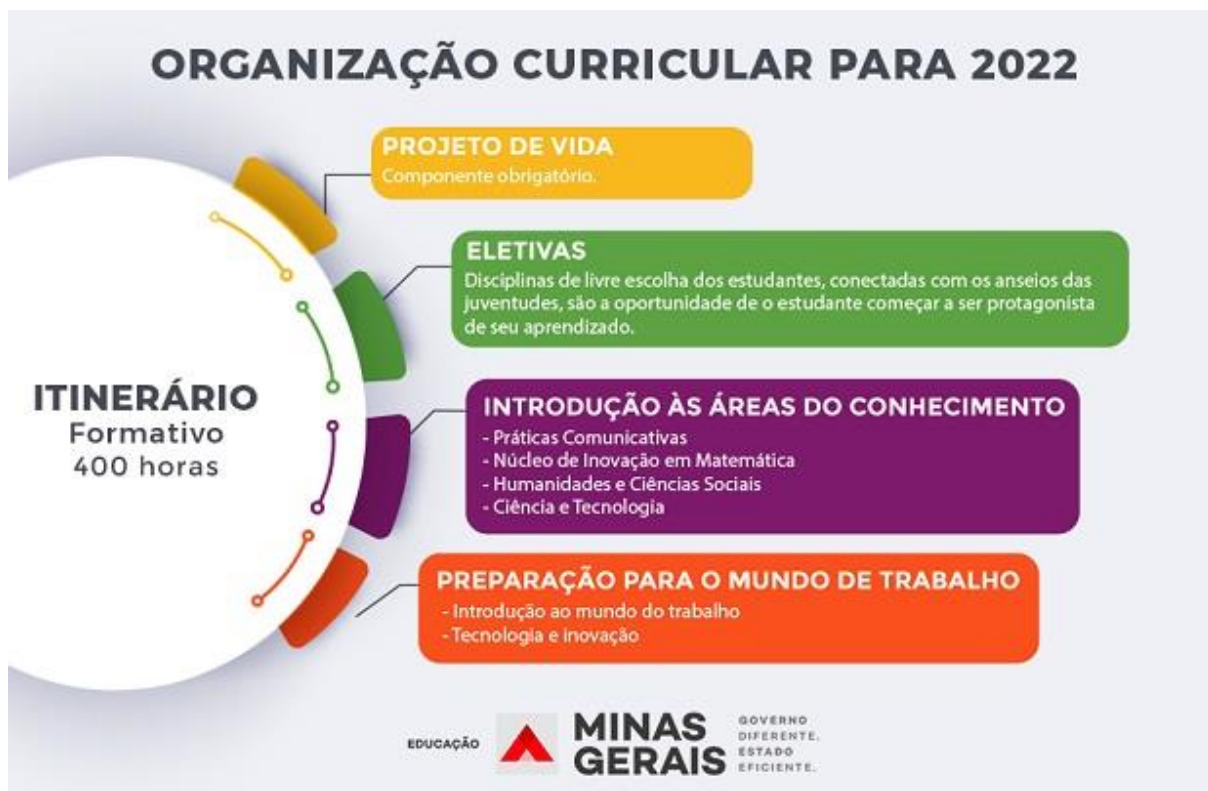 ORGANIZAÇÃO CURRICULAR PARA 2022
PROJETO DE VIDA
Componente obrigatório.
ELETIVAS
Disciplinas de livre escolha dos estudantes, conectadas com os anseios das
juventudes, são a oportunidade de o estudante começar a ser protagonista
de seu aprendizado.
ITINERÁRIO
Formativo
400 horas
INTRODUÇÃO ÀS ÁREAS DO CONHECIMENTO
- Práticas Comunicativas
- Núcleo de Inovação em Matemática
- Humanidades e Ciências Sociais
- Ciência e Tecnologia
PREPARAÇÃO PARA O MUNDO DE TRABALHO
- Introdução ao mundo do trabalho
- Tecnologia e inovação
EDUCAÇÃO
MINAS
GERAIS
GOVERNO
DIFERENTE.
ESTADO
EFICIENTE.